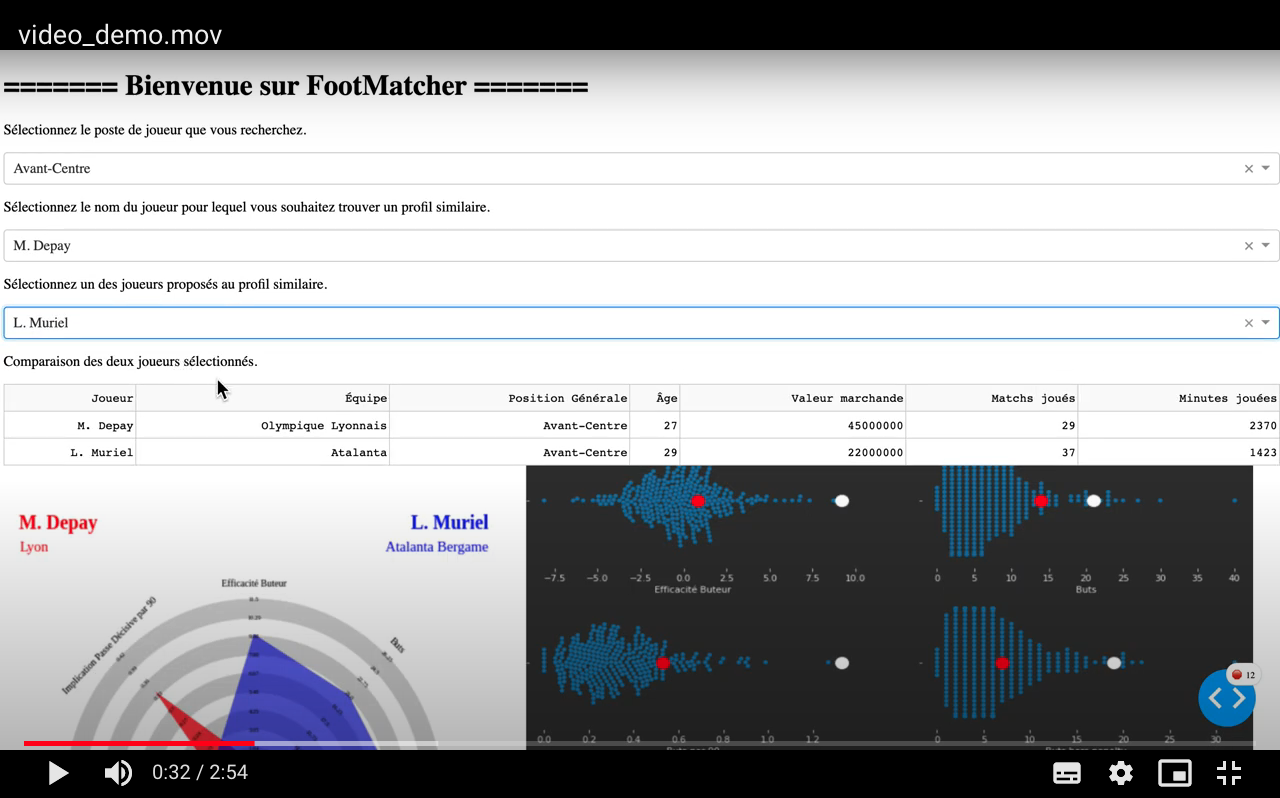 video_demo.mov
======= Bienvenue sur FootMatcher =======
Sélectionnez le poste de joueur que vous recherchez.
Avant-Centre
Sélectionnez le nom du joueur pour lequel vous souhaitez trouver un profil similaire.
M. Depay
Sélectionnez un des joueurs proposés au profil similaire.
L. Muriel
Comparaison des deux joueurs sélectionnés.
Joueur Équipe Position Générale Âge Valeur marchande Matchs joués Minutes jouées
M. Depay Olympique Lyonnais Avant-Centre 27 45000000 29 2370
L. Muriel Atalanta Avant-Centre 29 22000000 37 1423
M. Depay L. Muriel
Lyon Atalanta Bergame
Efficacité Buteur
Implication Passe Décisive par 90
Buts
−7.5 −5.0 −2.5 0.0 2.5 5.0 7.5 10.0
Efficacité Buteur
0 5 10 15 20 25 30 35 40
Buts
0.0 0.2 0.4 0.6 0.8 1.0 1.2
0 5 10 15 20 25 30
12
0:32 / 2:54